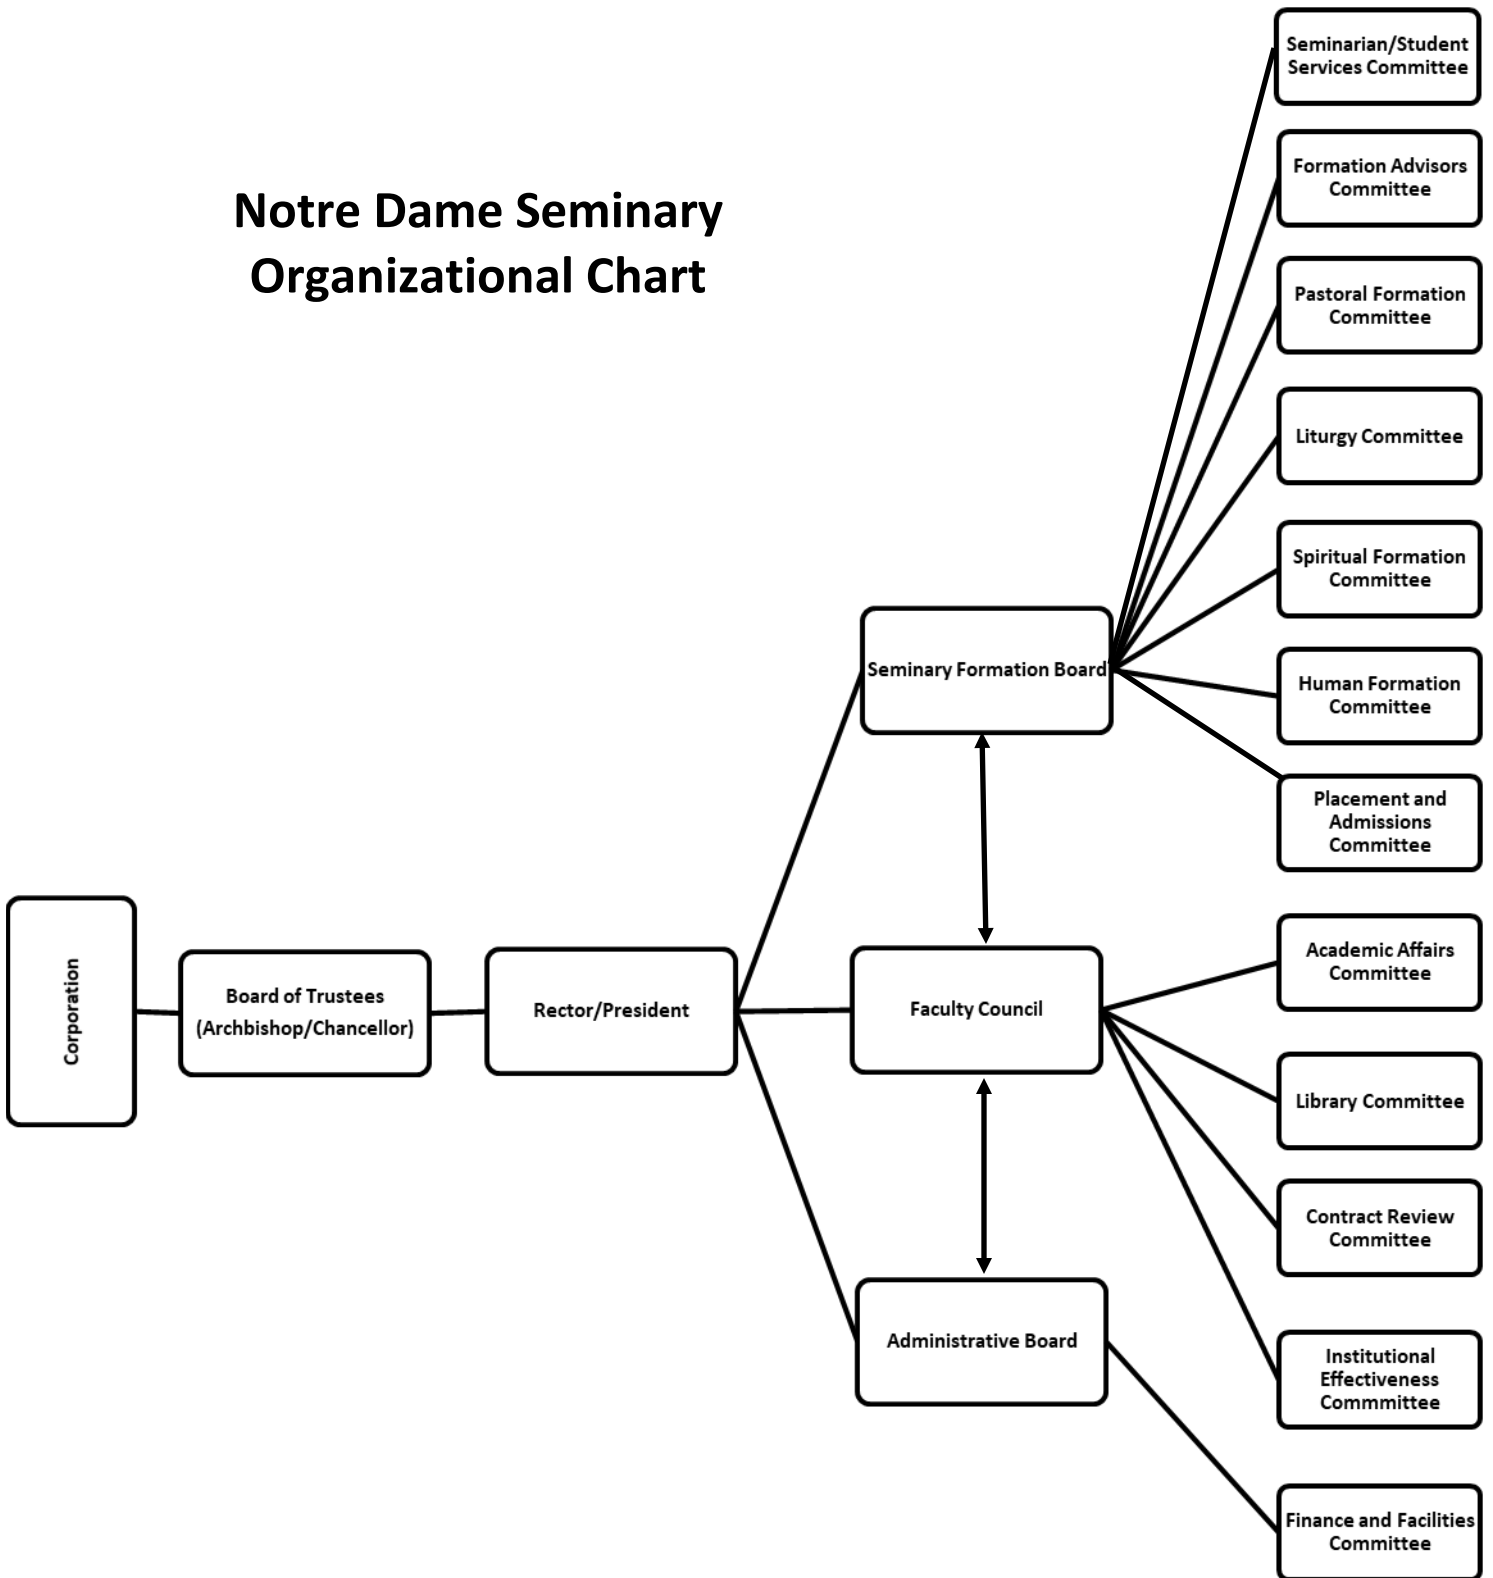 Notre Dame Seminary
Organizational Chart
Corporation
Board of Trustees
(Archbishop/Chancellor)
Rector/President
Seminary Formation Board
Faculty Council
Administrative Board
Seminarian/Student
Services Committee
Formation Advisors
Committee
Pastoral Formation
Committee
Liturgy Committee
Spiritual Formation
Committee
Human Formation
Committee
Placement and
Admissions
Committee
Academic Affairs
Committee
Library Committee
Contract Review
Committee
Institutional
Effectiveness
Commmittee
Finance and Facilities
Committee